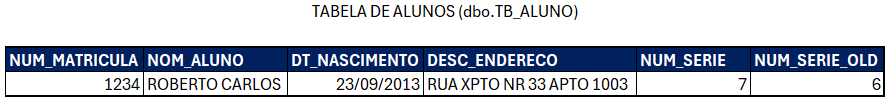 TABELA DE ALUNOS (dbo.TB_ALUNO)
NUM_MATRICULA NOM_ALUNO DT_NASCIMENTO DESC_ENDERECO NUM_SERIE NUM_SERIE_OLD
1234 ROBERTO CARLOS 23/09/2013 RUA XPTO NR 33 APTO 1003 7 6